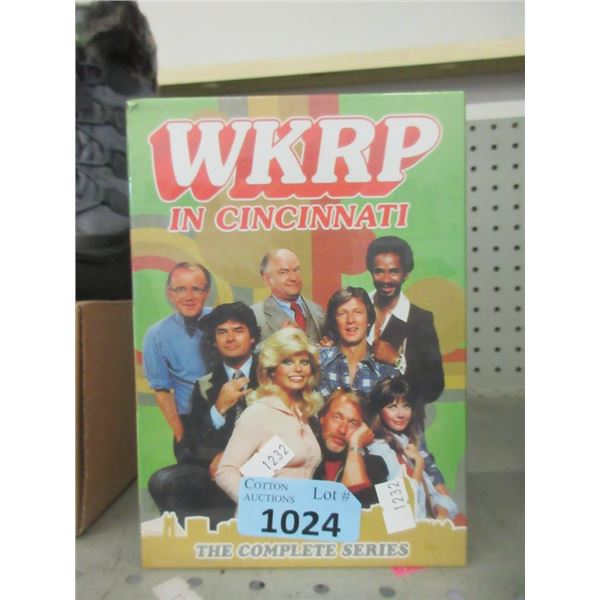 WKRP
IN CINCINNATI
1232
COTTON
AUCTIONS
Lot #
1024
1232
THE COMPLETE SERIES